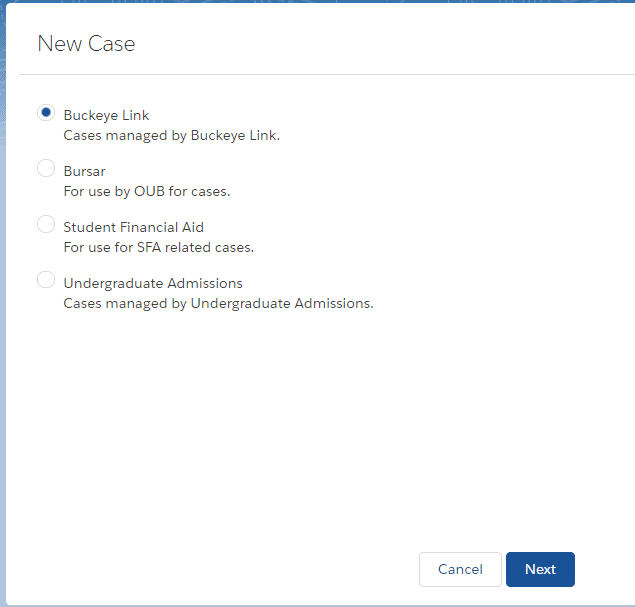 New Case
Buckeye Link
Cases managed by Buckeye Link.
Bursar
For use by OUB for cases.
Student Financial Aid
For use for SFA related cases.
Undergraduate Admissions
Cases managed by Undergraduate Admissions.
Cancel
Next